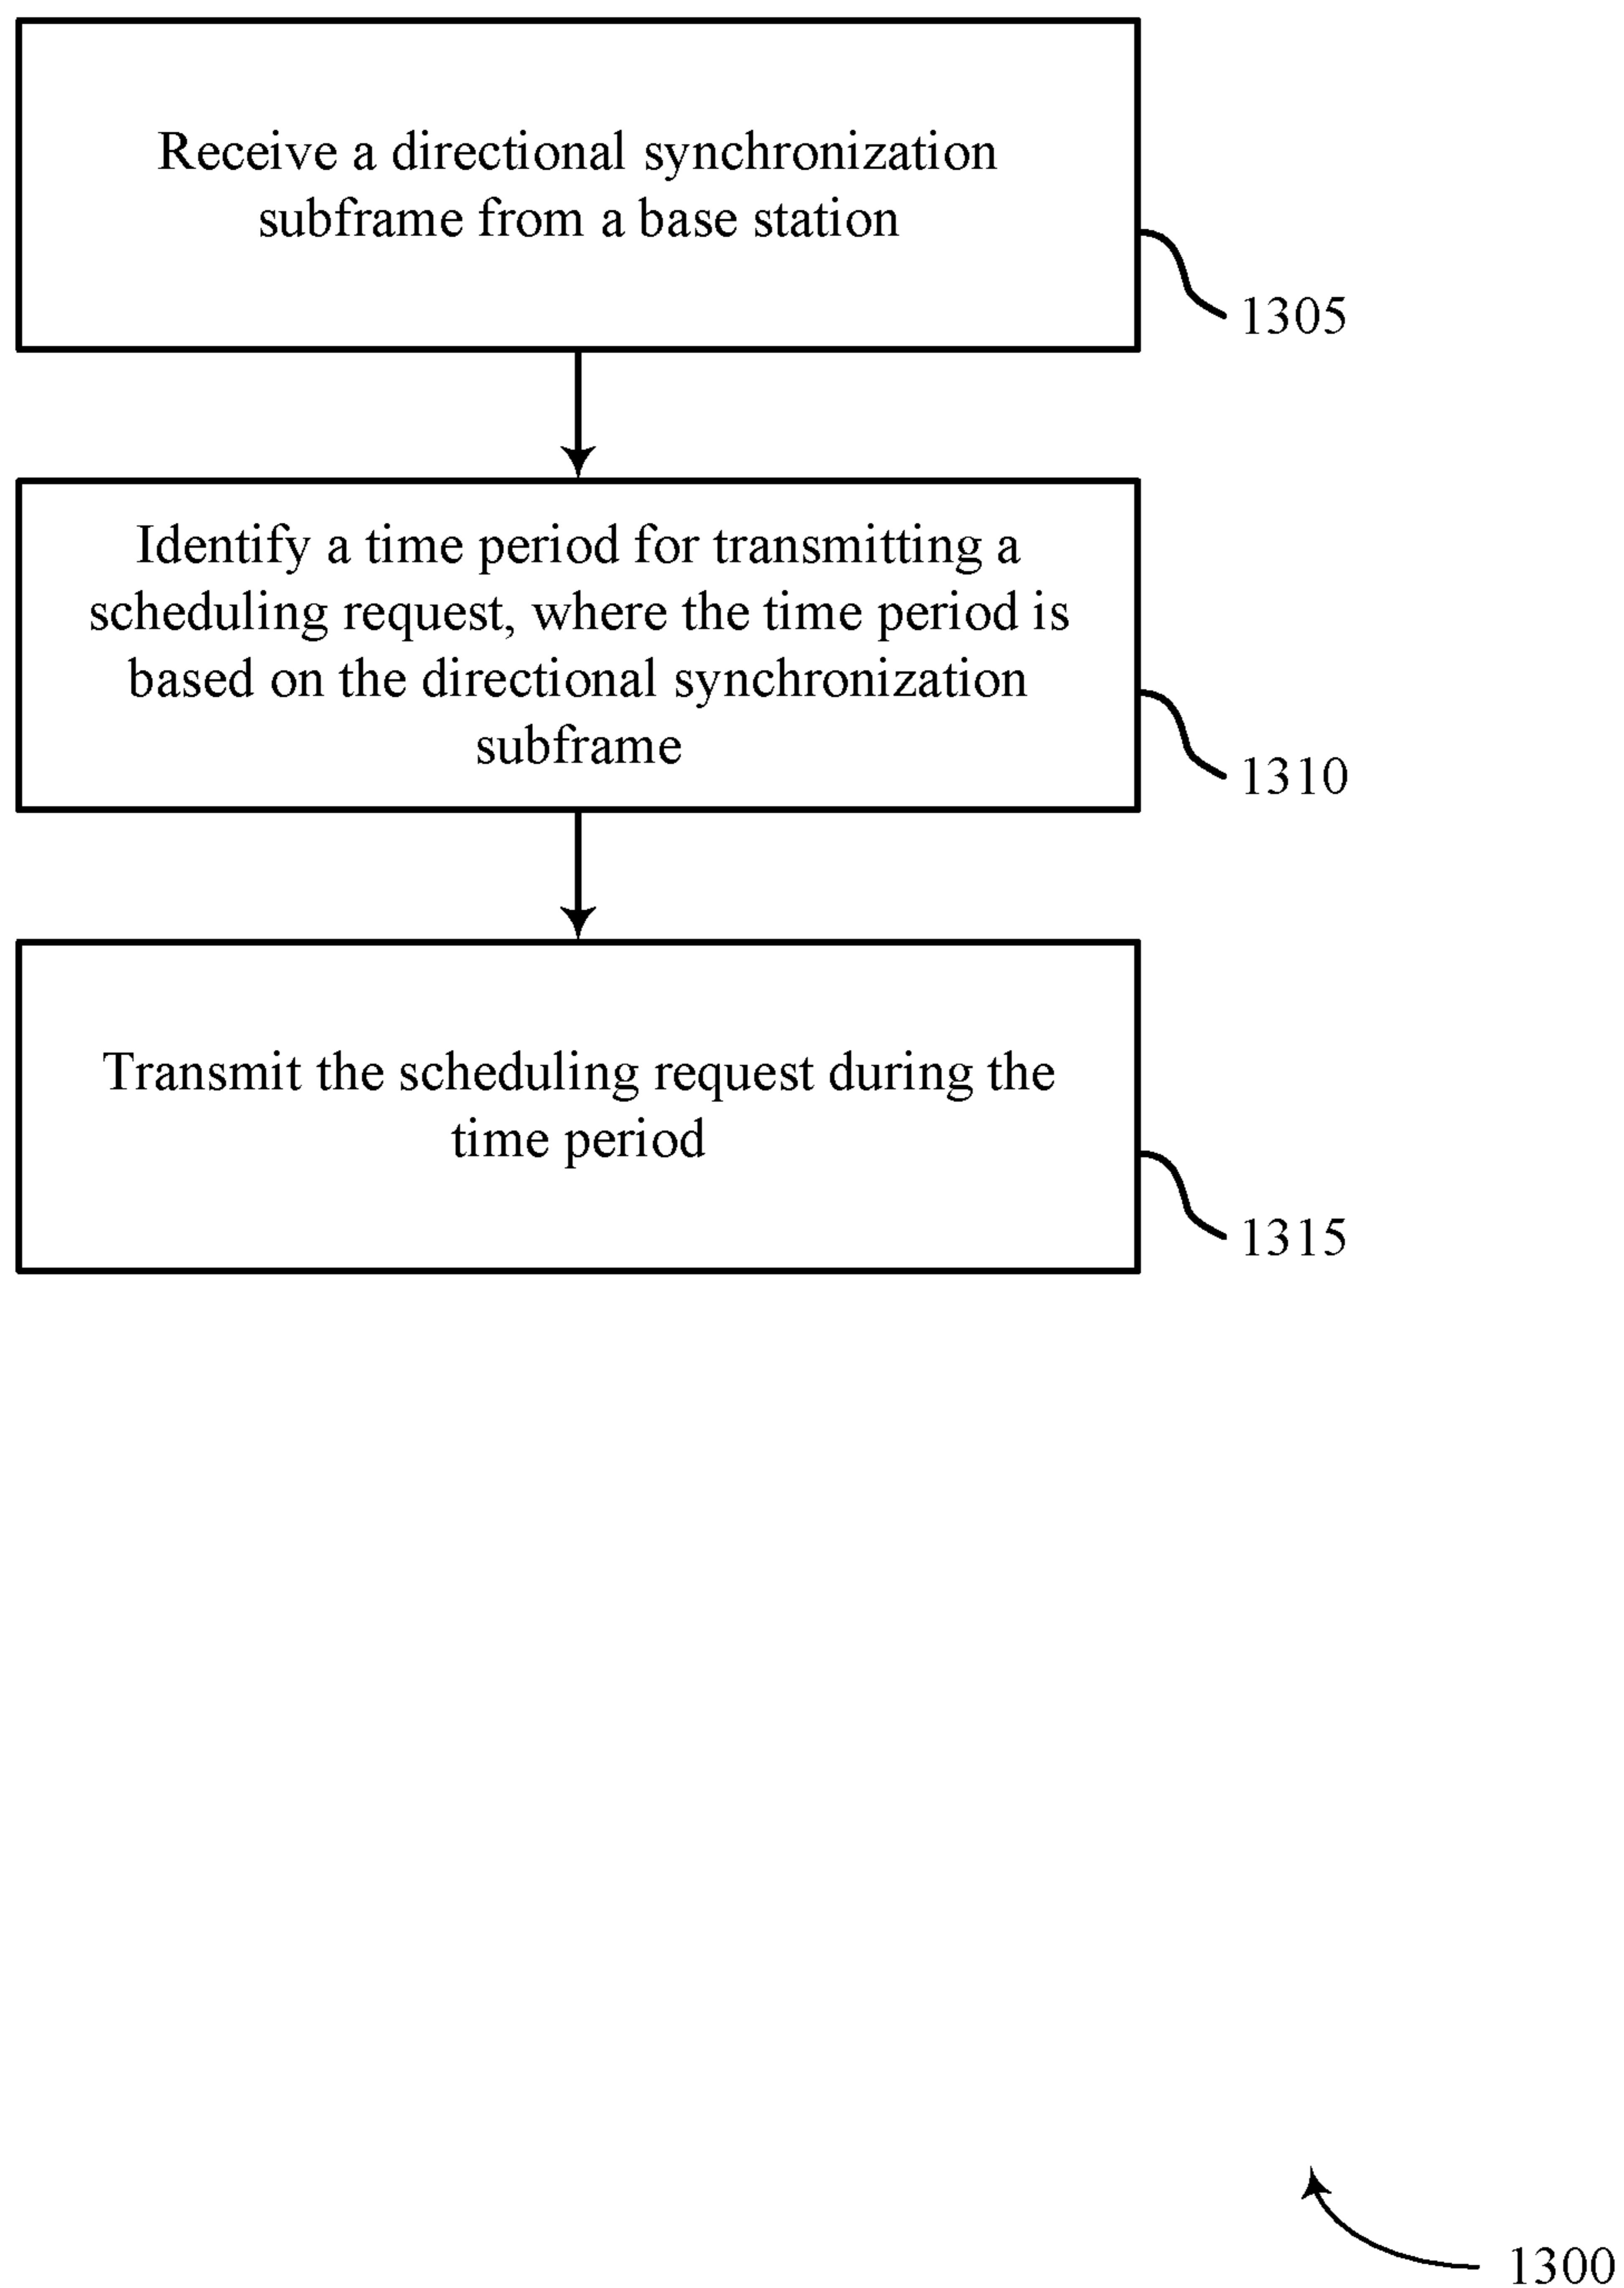 Receive a directional synchronization
subframe from a base station
1305
Identify a time period for transmitting a
scheduling request, where the time period is
based on the directional synchronization
subframe
1310
Transmit the scheduling request during the
time period
1315
1300